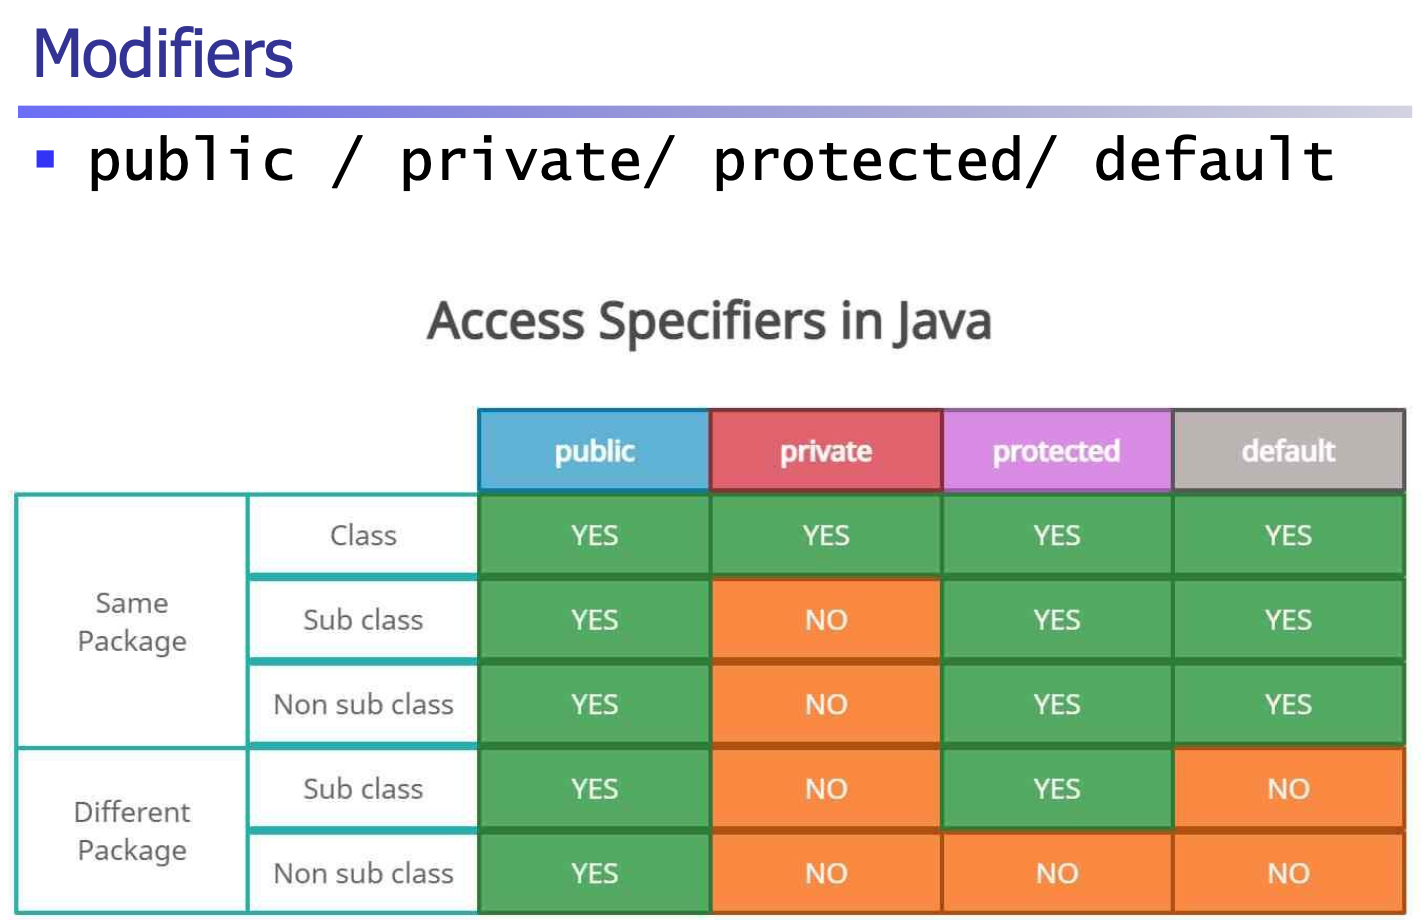 Modifiers
public / private/ protected/ default
Access Specifiers in Java
public private protected default
Same Package
Class YES YES YES YES
Sub class YES NO YES YES
Non sub class YES NO YES YES
Different Package
Sub class YES NO YES NO
Non sub class YES NO NO NO